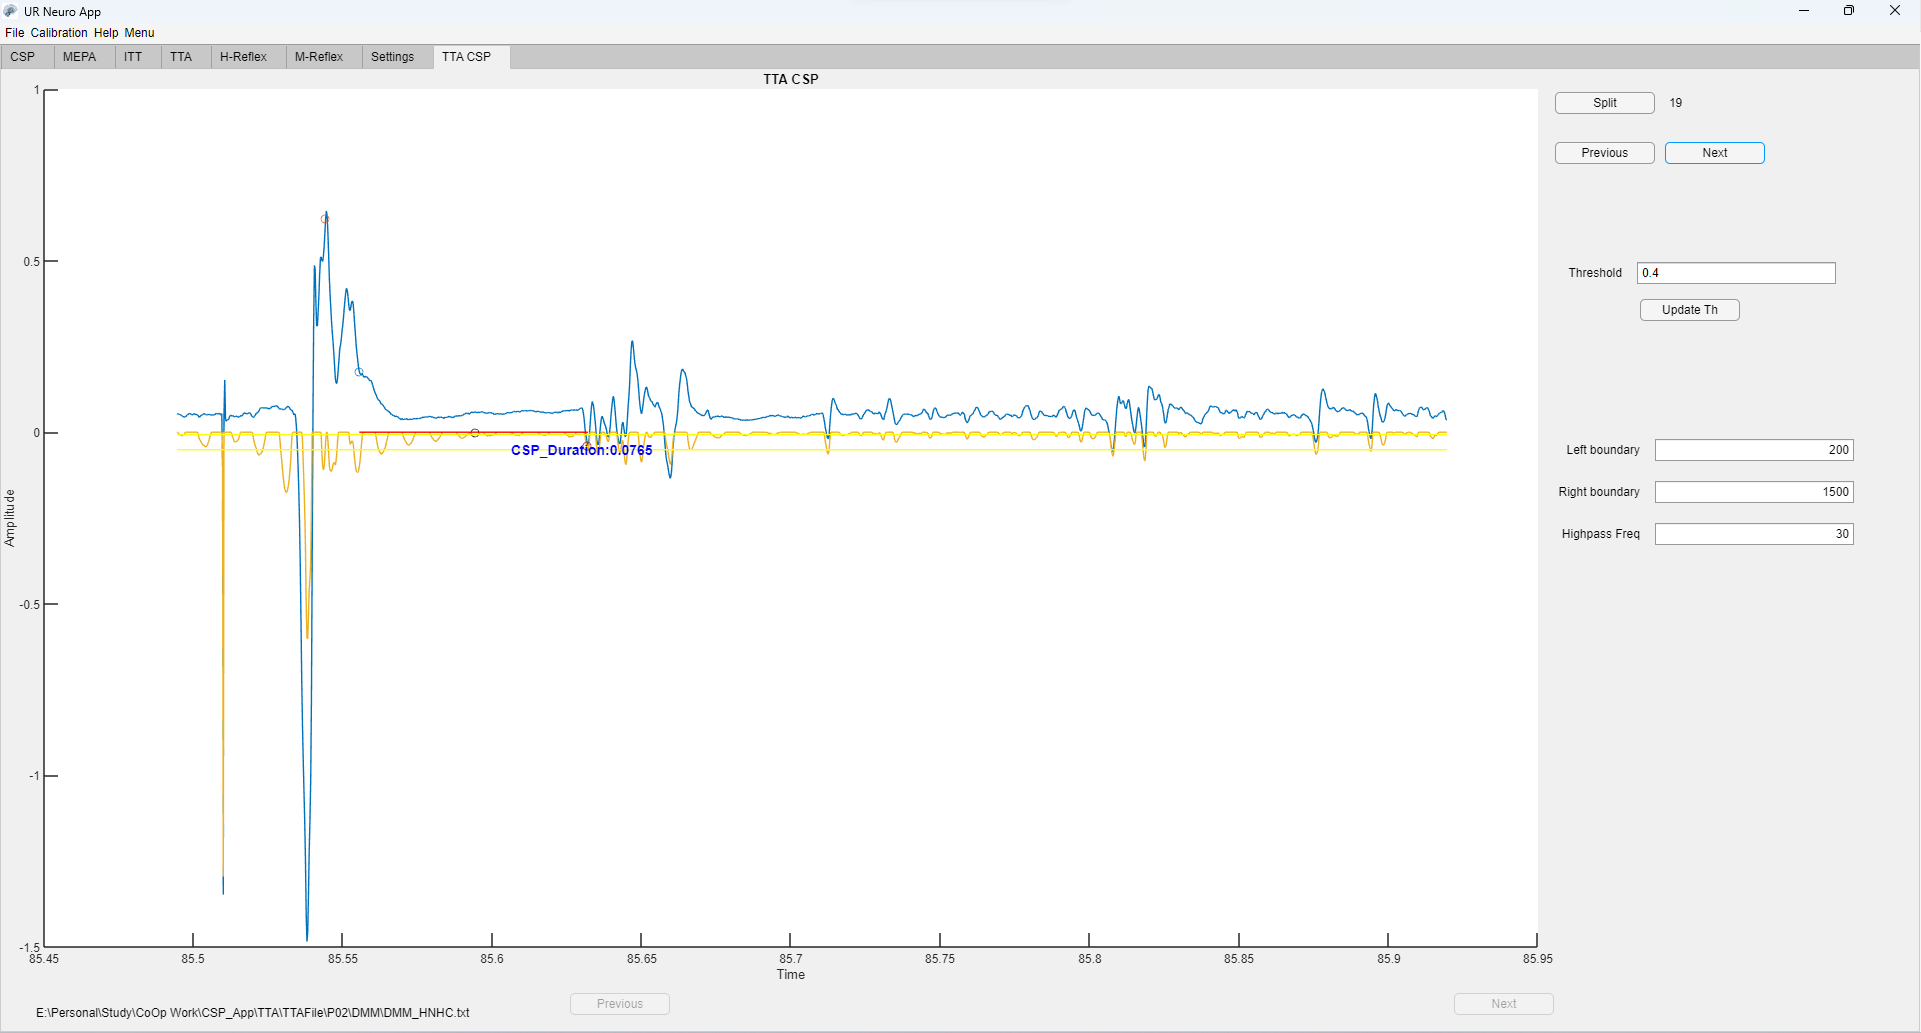 UR Neuro App
File Calibration Help Menu
CSP MEPA ITT TTA H-Reflex M-Reflex Settings TTA CSP
TTA CSP
Split 19
Previous Next
Threshold 0.4
Update Th
Left boundary 200
Right boundary 1500
Highpass Freq 30
1
0.5
0
-0.5
-1
-1.5
Amplitude
CSP_Duration:0.0765
85.45 85.5 85.55 85.6 85.65 85.7 85.75 85.8 85.85 85.9 85.95
Time
Previous Next
E:\Personal\Study\CoOp Work\CSP_App\TTA\TTAFile\P02\DMM\DMM_HNHC.txt